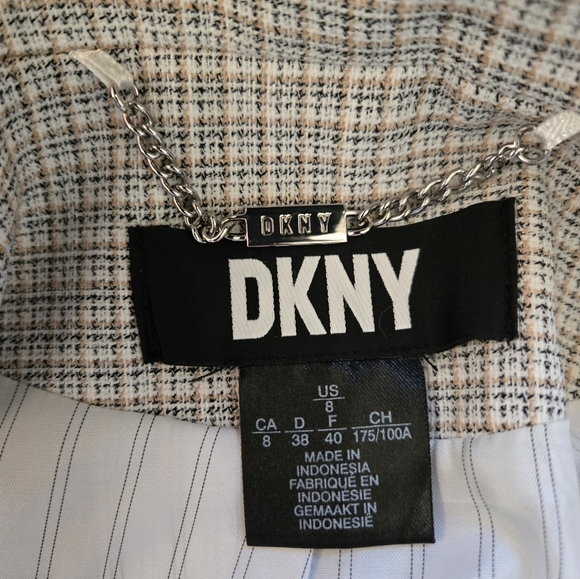 DKNY
DKNY
US
8
CA D F CH
8 38 40 175/100A
MADE IN
INDONESIA
FABRIQUÉ EN
INDONÉSIE
GEMAAKT IN
INDONESIË